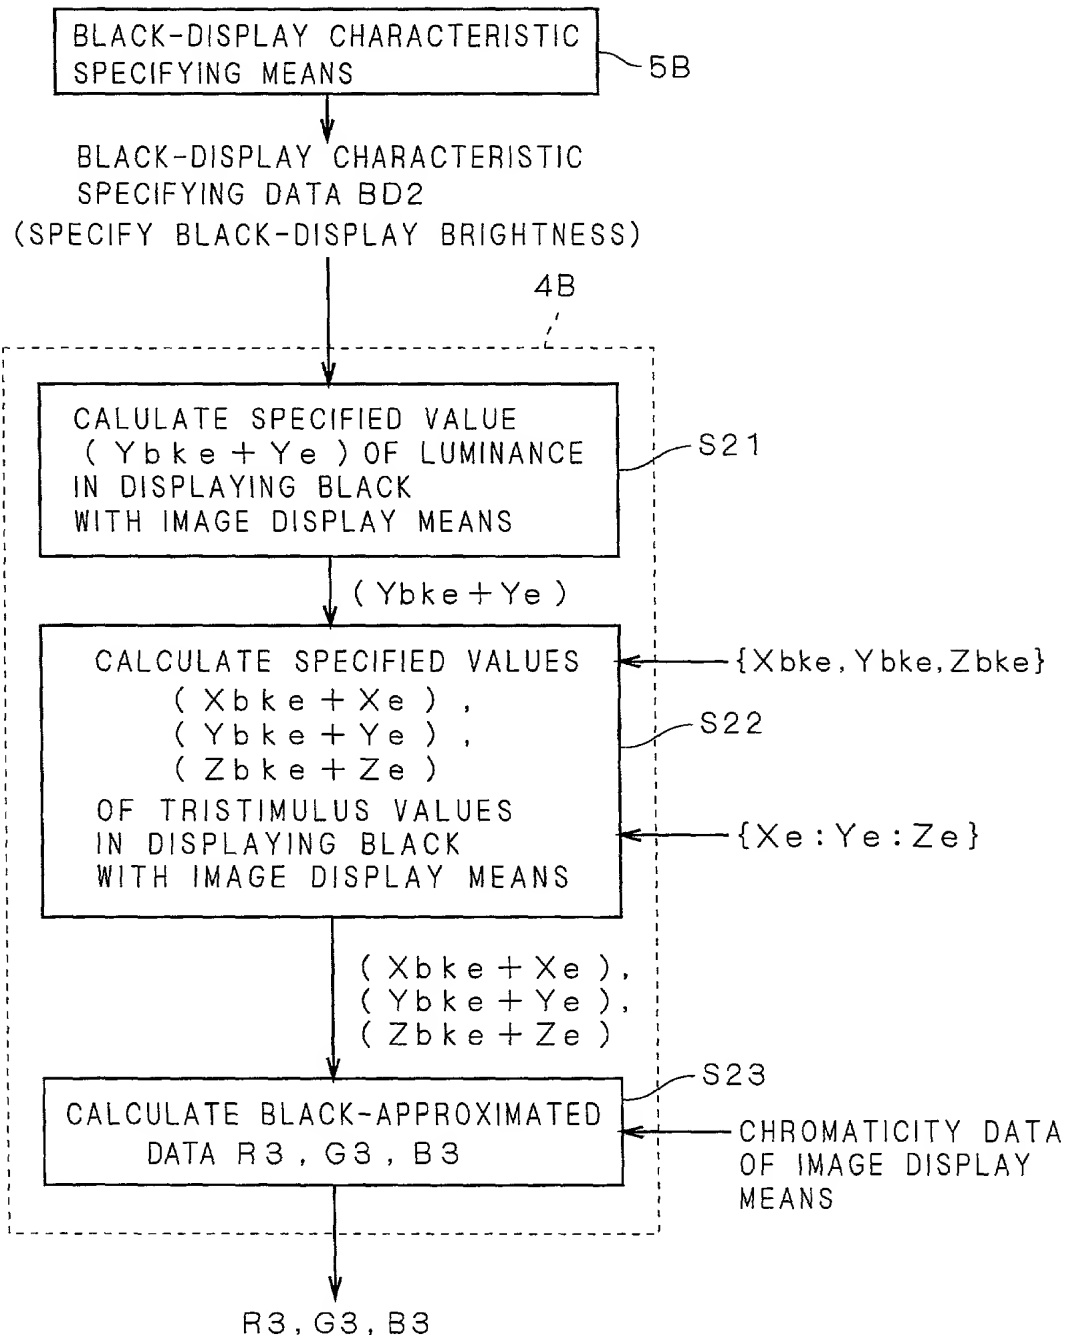 BLACK-DISPLAY CHARACTERISTIC
SPECIFYING MEANS
5B
BLACK-DISPLAY CHARACTERISTIC
SPECIFYING DATA BD2
(SPECIFY BLACK-DISPLAY BRIGHTNESS)
4B
CALULATE SPECIFIED VALUE
(Ybke+Ye) OF LUMINANCE
IN DISPLAYING BLACK
WITH IMAGE DISPLAY MEANS
S21
(Ybke+Ye)
CALCULATE SPECIFIED VALUES
(Xbke+Xe),
(Ybke+Ye),
(Zbke+Ze)
OF TRISTIMULUS VALUES
IN DISPLAYING BLACK
WITH IMAGE DISPLAY MEANS
{Xbke,Ybke,Zbke}
S22
{Xe:Ye:Ze}
(Xbke+Xe),
(Ybke+Ye),
(Zbke+Ze)
S23
CALCULATE BLACK-APPROXIMATED
DATA R3, G3, B3
CHROMATICITY DATA
OF IMAGE DISPLAY
MEANS
R3, G3, B3